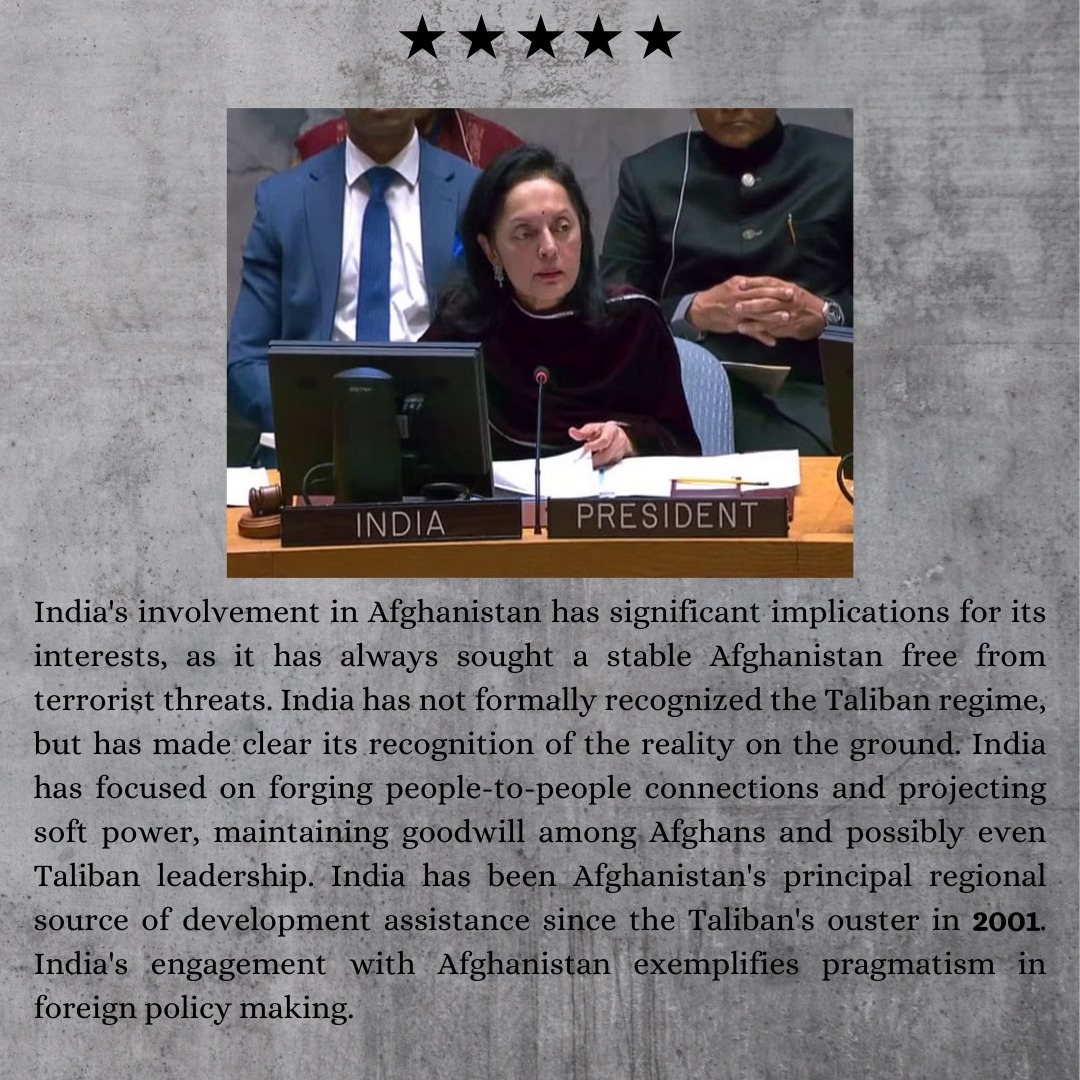 INDIA
PRESIDENT
India's involvement in Afghanistan has significant implications for its
interests, as it has always sought a stable Afghanistan free from
terrorist threats. India has not formally recognized the Taliban regime,
but has made clear its recognition of the reality on the ground. India
has focused on forging people-to-people connections and projecting
soft power, maintaining goodwill among Afghans and possibly even
Taliban leadership. India has been Afghanistan's principal regional
source of development assistance since the Taliban's ouster in 2001.
India's engagement with Afghanistan exemplifies pragmatism in
foreign policy making.